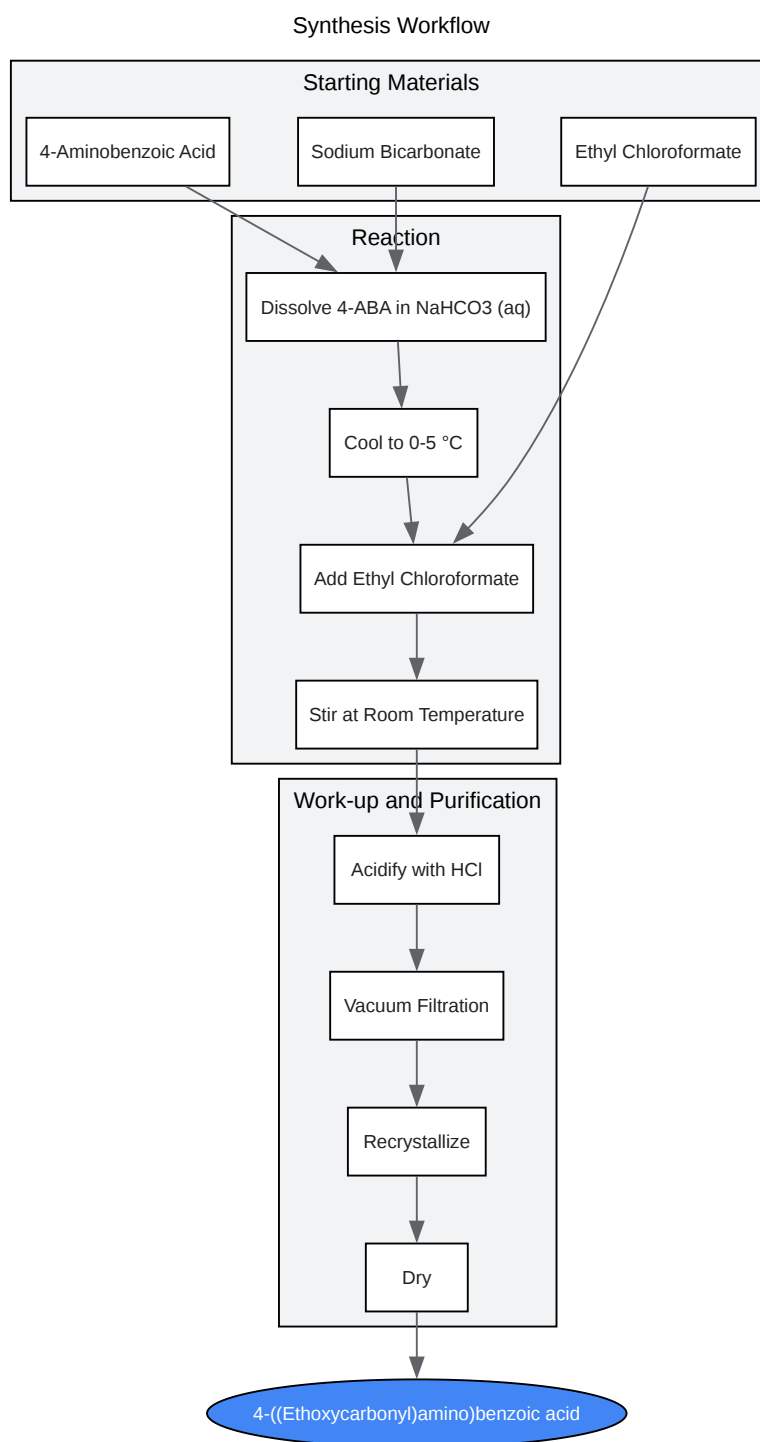 Synthesis Workflow
Starting Materials
4-Aminobenzoic Acid
Sodium Bicarbonate
Ethyl Chloroformate
Reaction
Dissolve 4-ABA in NaHCO3 (aq)
Cool to 0-5 °C
Add Ethyl Chloroformate
Stir at Room Temperature
Work-up and Purification
Acidify with HCl
Vacuum Filtration
Recrystallize
Dry
4-((Ethoxycarbonyl)amino)benzoic acid